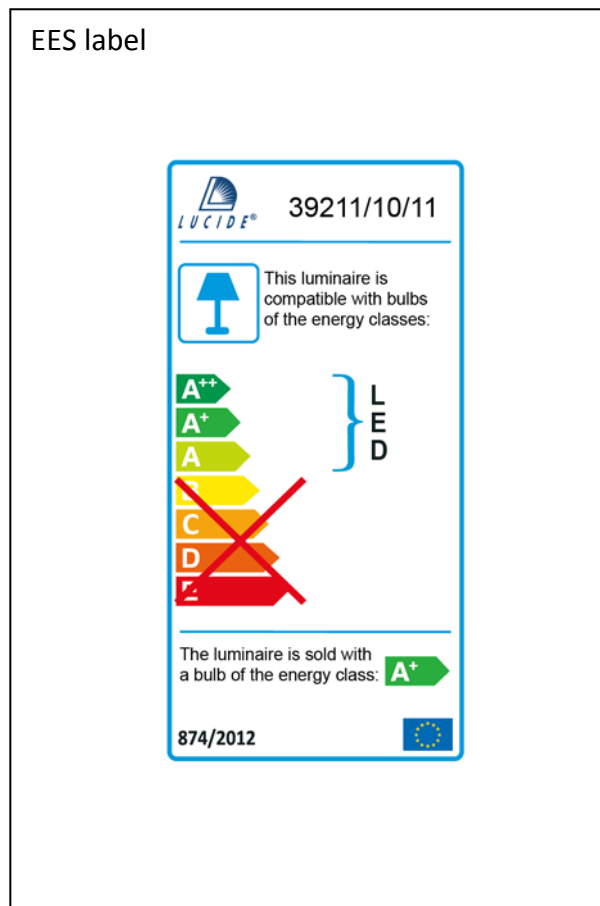 EES label
LUCIDE®
39211/10/11
This luminaire is
compatible with bulbs
of the energy classes:
A++
A+
A
B
C
D
E
L
E
D
The luminaire is sold with
a bulb of the energy class: A+
874/2012